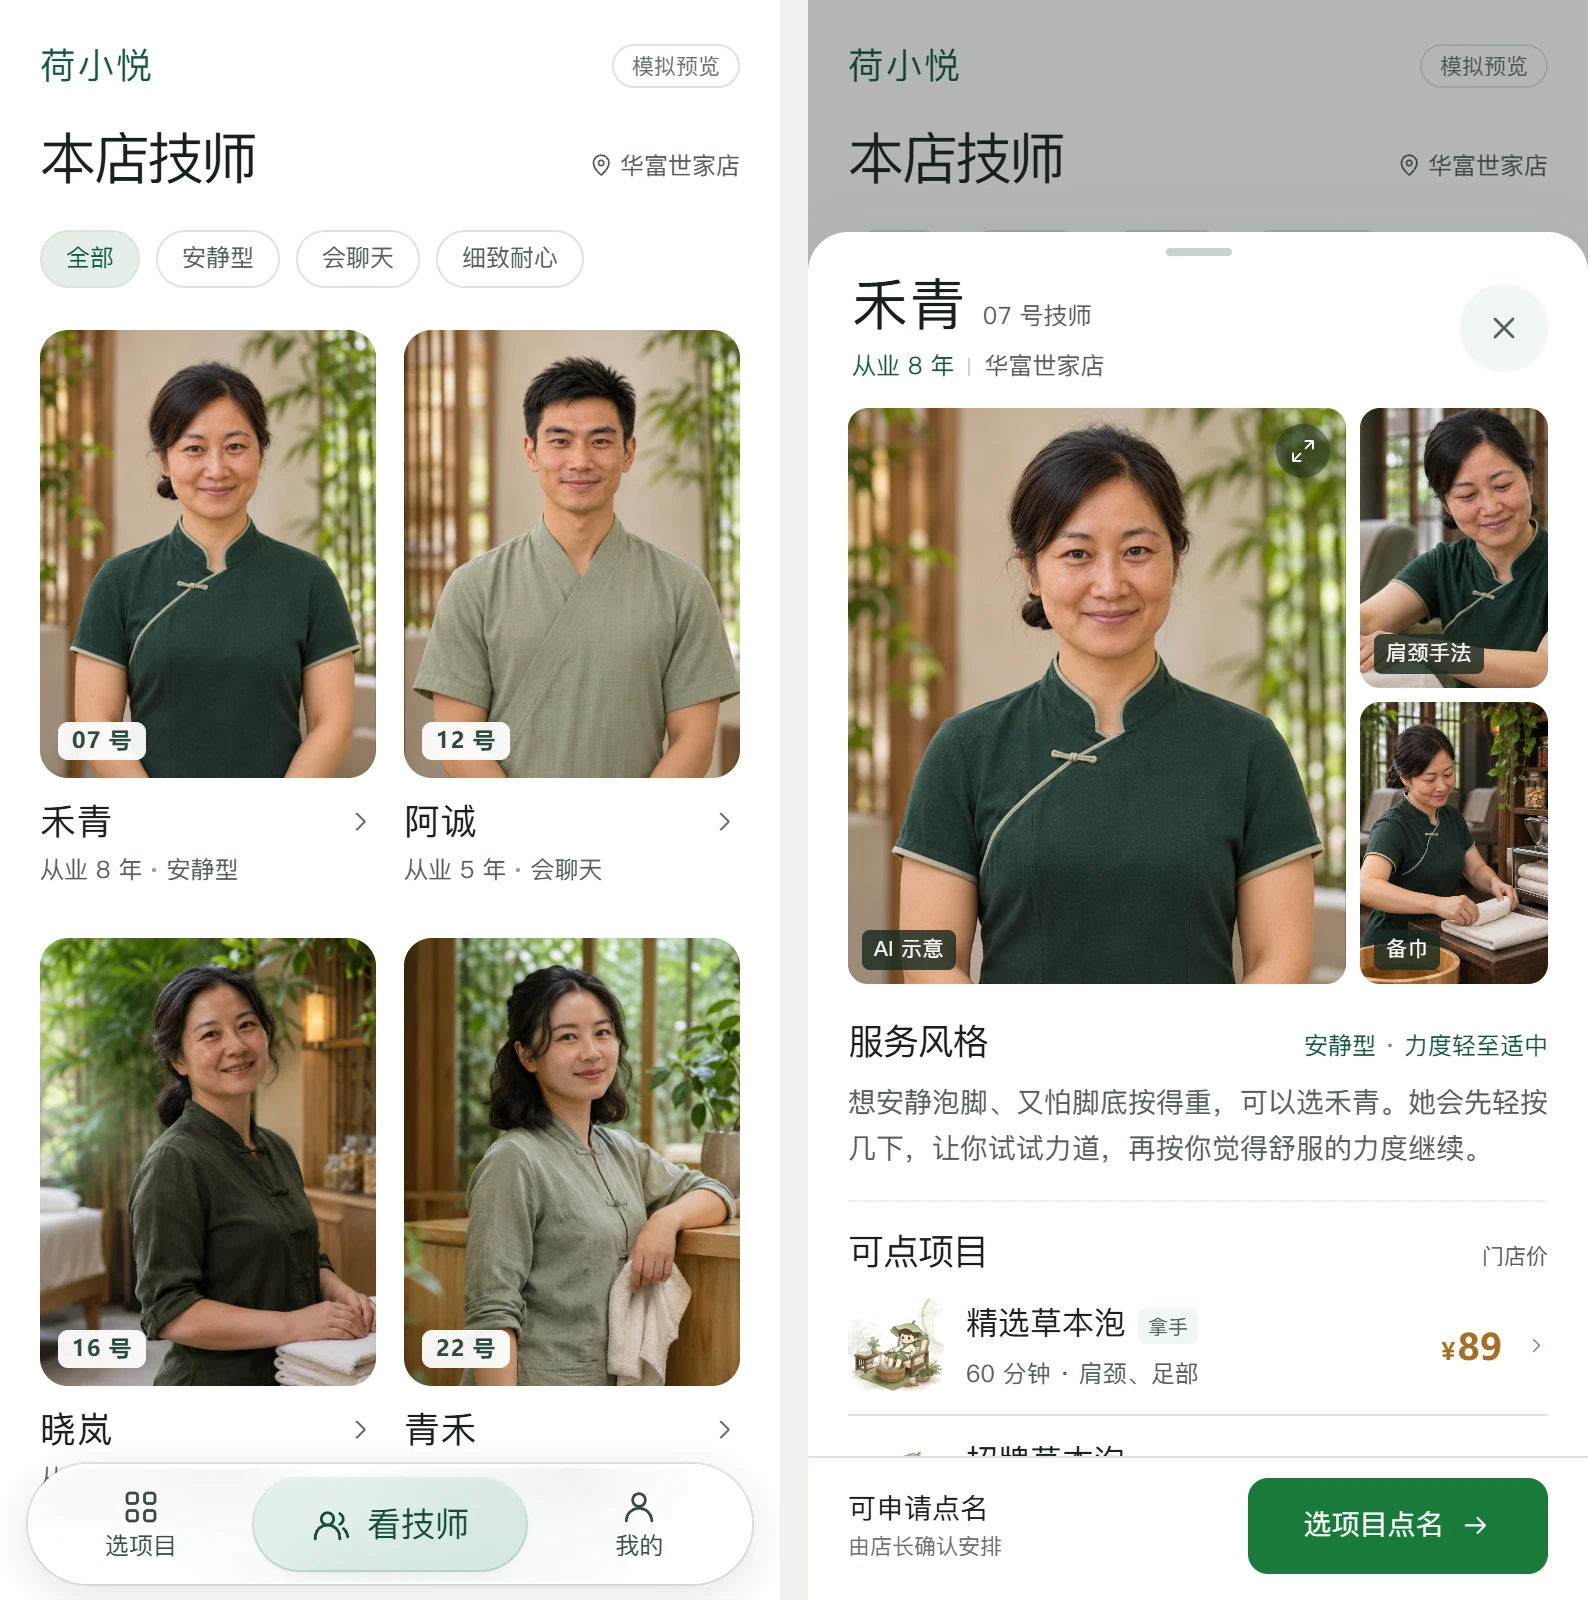 荷小悦
模拟预览
本店技师
华富世家店
全部
安静型
会聊天
细致耐心
07 号
12 号
禾青
从业 8 年 · 安静型
阿诚
从业 5 年 · 会聊天
16 号
22 号
晓岚
青禾
选项目
看技师
我的
荷小悦
模拟预览
本店技师
华富世家店
禾青 07 号技师
从业 8 年 | 华富世家店
肩颈手法
AI 示意
备巾
服务风格
安静型 · 力度轻至适中
想安静泡脚、又怕脚底按得重，可以选禾青。她会先轻按
几下，让你试试力道，再按你觉得舒服的力度继续。
可点项目
门店价
精选草本泡 拿手
60 分钟 · 肩颈、足部
¥89
可申请点名
由店长确认安排
选项目点名 →